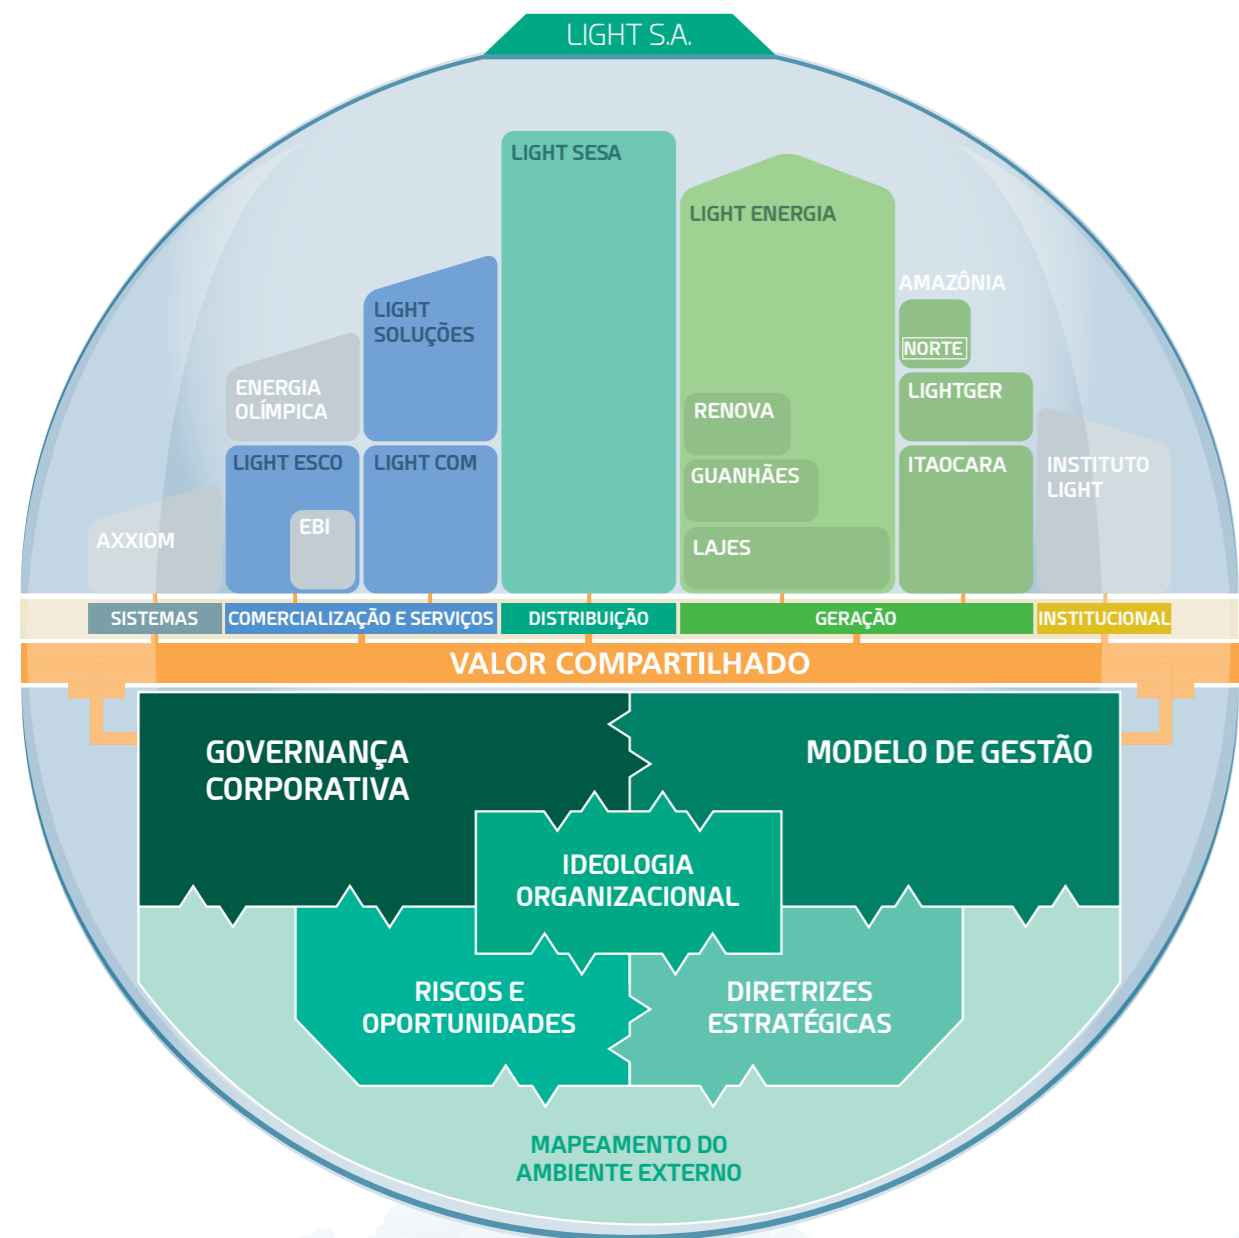 LIGHT S.A.
LIGHT SESA
LIGHT ENERGIA
LIGHT
SOLUÇÕES
AMAZÔNIA
NORTE
ENERGIA
OLÍMPICA
LIGHTGER
RENOVA
LIGHT ESCO
LIGHT COM
GUANHÃES
ITAOCARA
INSTITUTO
LIGHT
AXXIOM
EBI
LAJES
SISTEMAS
COMERCIALIZAÇÃO E SERVIÇOS
DISTRIBUIÇÃO
GERAÇÃO
INSTITUCIONAL
VALOR COMPARTILHADO
GOVERNANÇA
CORPORATIVA
MODELO DE GESTÃO
IDEOLOGIA
ORGANIZACIONAL
RISCOS E
OPORTUNIDADES
DIRETRIZES
ESTRATÉGICAS
MAPEAMENTO DO
AMBIENTE EXTERNO